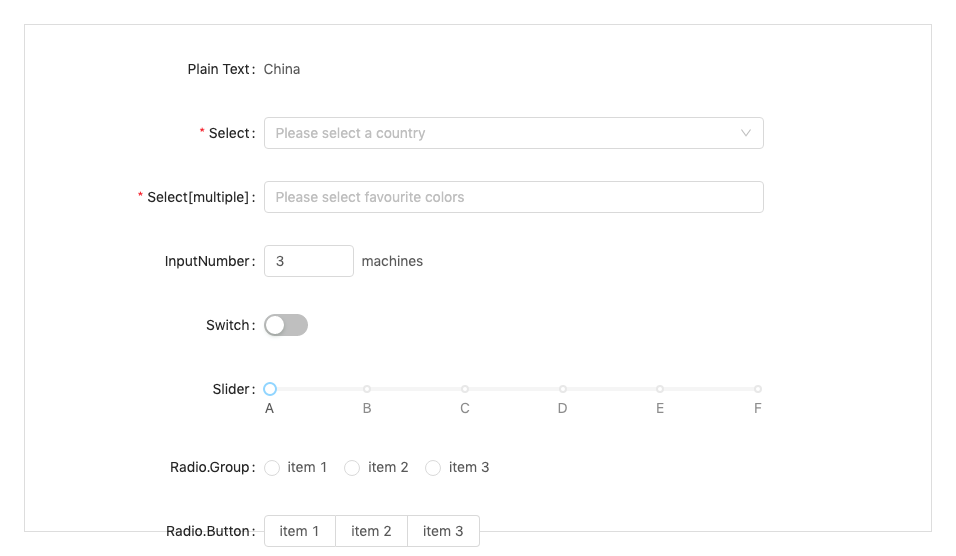 Plain Text: China
* Select: Please select a country
* Select[multiple]: Please select favourite colors
InputNumber: 3 machines
Switch:
Slider:
A B C D E F
Radio.Group: item 1 item 2 item 3
Radio.Button: item 1 item 2 item 3